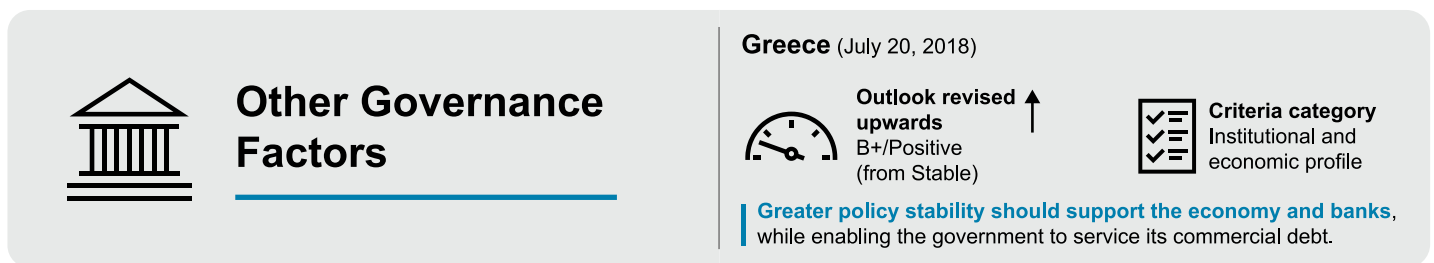 Other Governance
Factors
Greece (July 20, 2018)
Outlook revised
upwards
B+/Positive
(from Stable)
Criteria category
Institutional and
economic profile
Greater policy stability should support the economy and banks,
while enabling the government to service its commercial debt.